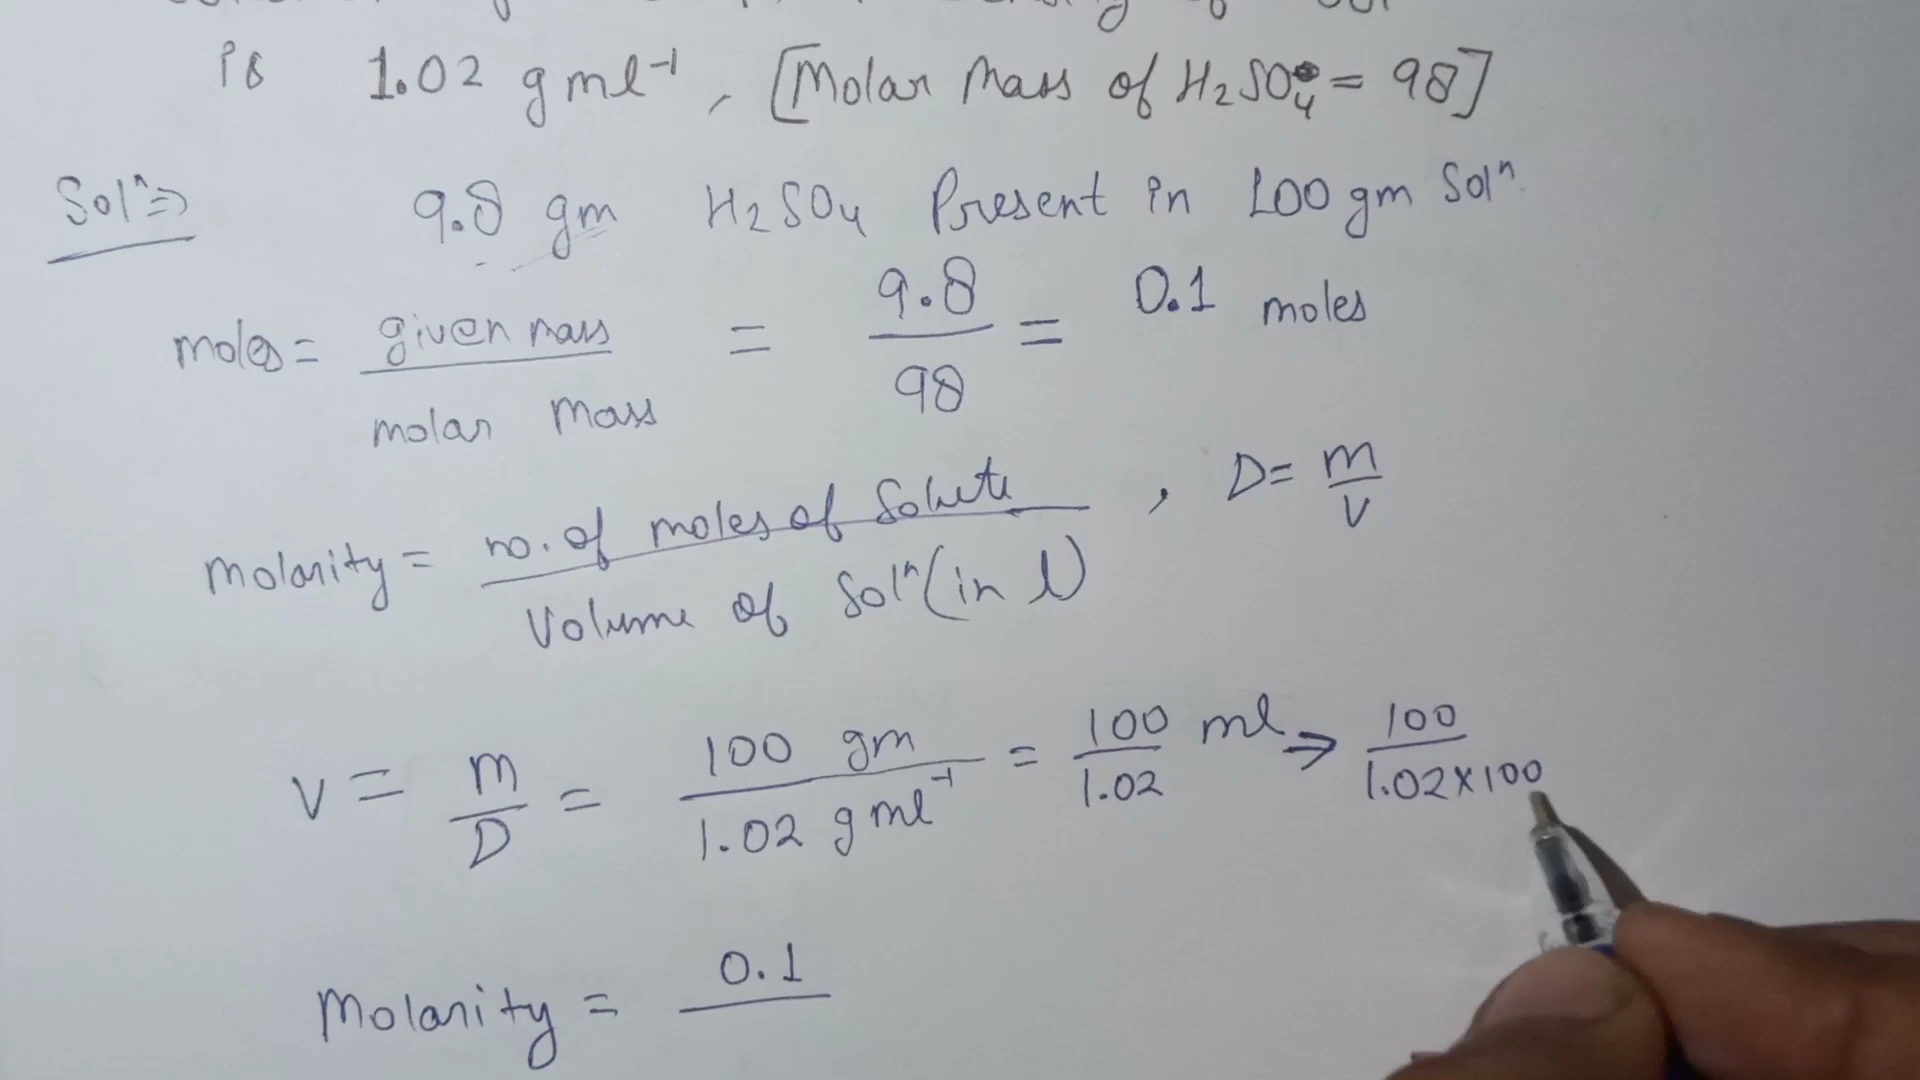 is 1.02 g ml⁻¹, [Molar Mass of H₂SO₄ = 98]
Solⁿ⇒ 9.8 gm H₂SO₄ Present in 100 gm Solⁿ.
moles = given mass / molar Mass = 9.8 / 98 = 0.1 moles
Molarity = no. of moles of Solute / Volume of Solⁿ (in l) , D = m / v
V = m / D = 100 gm / 1.02 g ml⁻¹ = 100 / 1.02 ml ⇒ 100 / 1.02×100
Molarity = 0.1